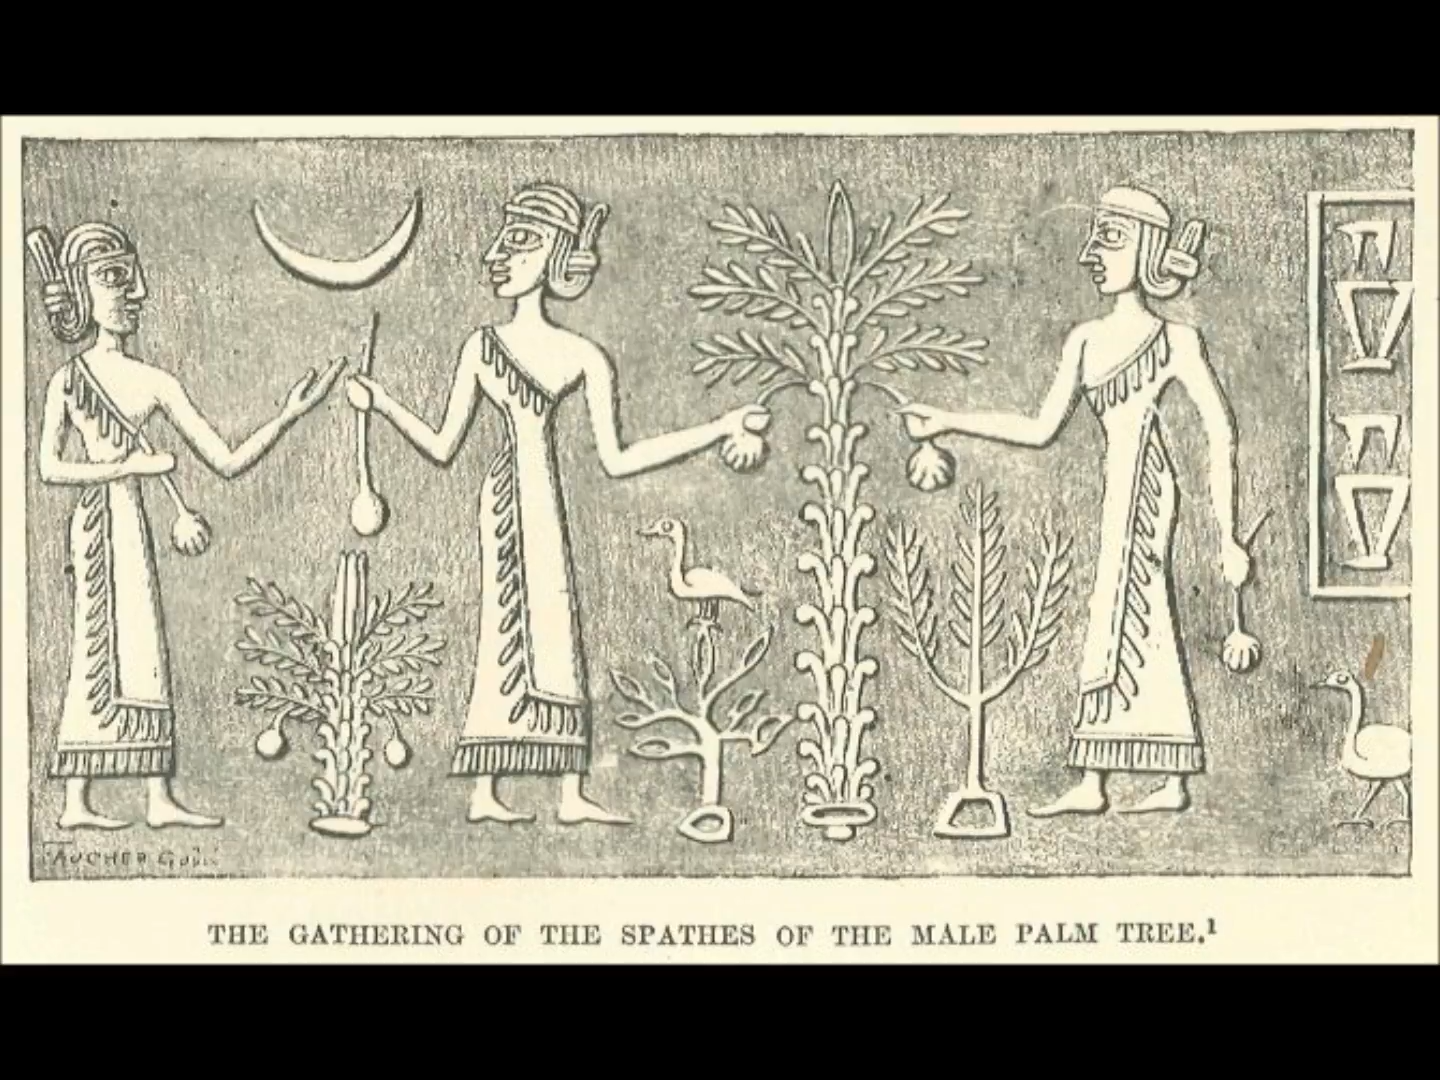 THE GATHERING OF THE SPATHES OF THE MALE PALM TREE.¹